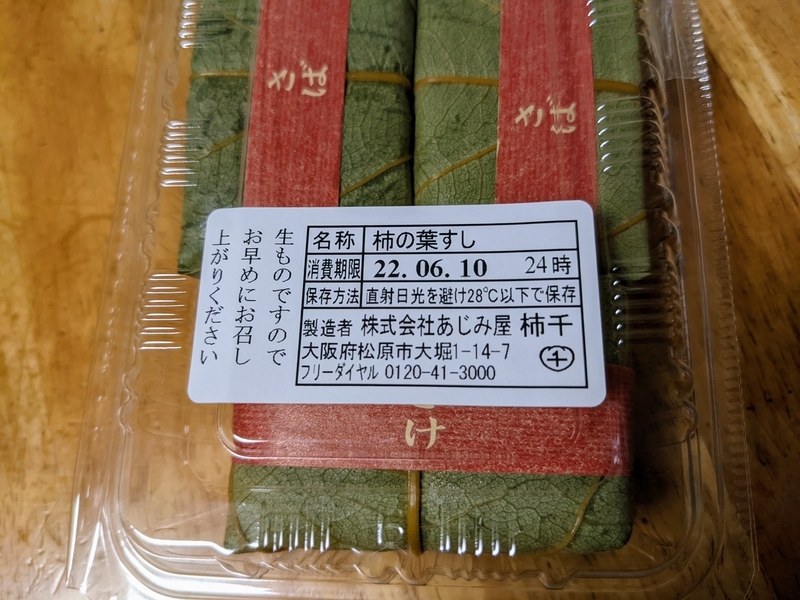 さば
さば
名称 柿の葉すし
消費期限 22.06.10 24時
保存方法 直射日光を避け28℃以下で保存
製造者 株式会社あじみ屋 柿千
大阪府松原市大堀1-14-7
フリーダイヤル 0120-41-3000
千
生ものですので
お早めにお召し
上がりください
け